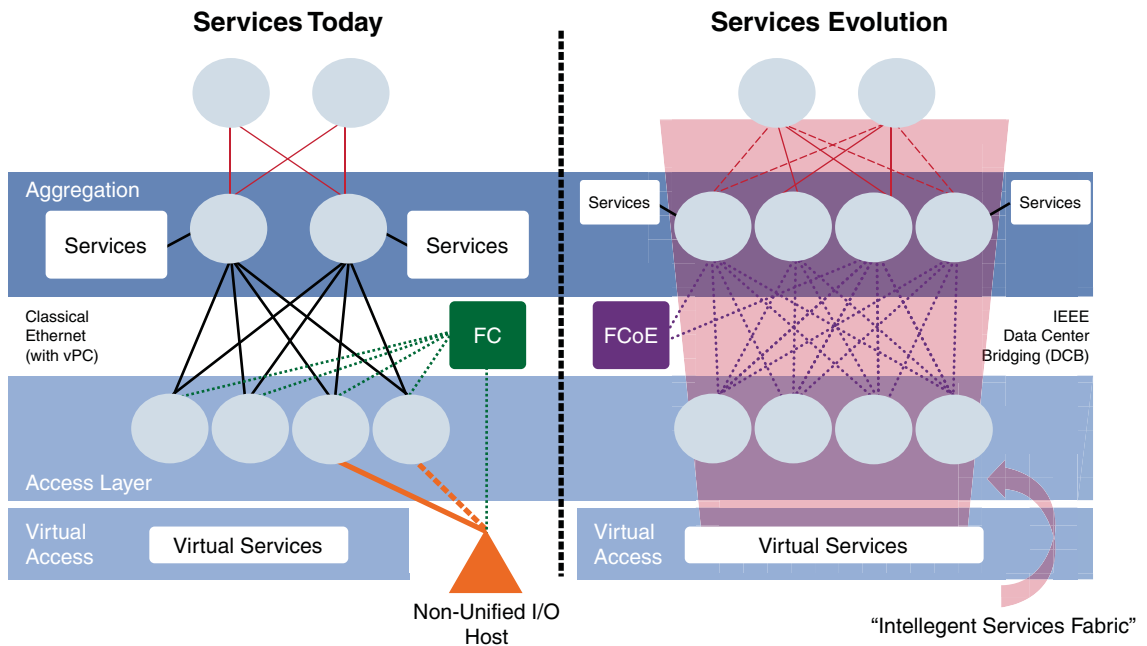 Services Today
Aggregation
Services
Services
Classical
Ethernet
(with vPC)
FC
Access Layer
Virtual
Access
Virtual Services
Non-Unified I/O
Host
Services Evolution
Services
Services
FCoE
IEEE
Data Center
Bridging (DCB)
Virtual
Access
Virtual Services
“Intellegent Services Fabric”